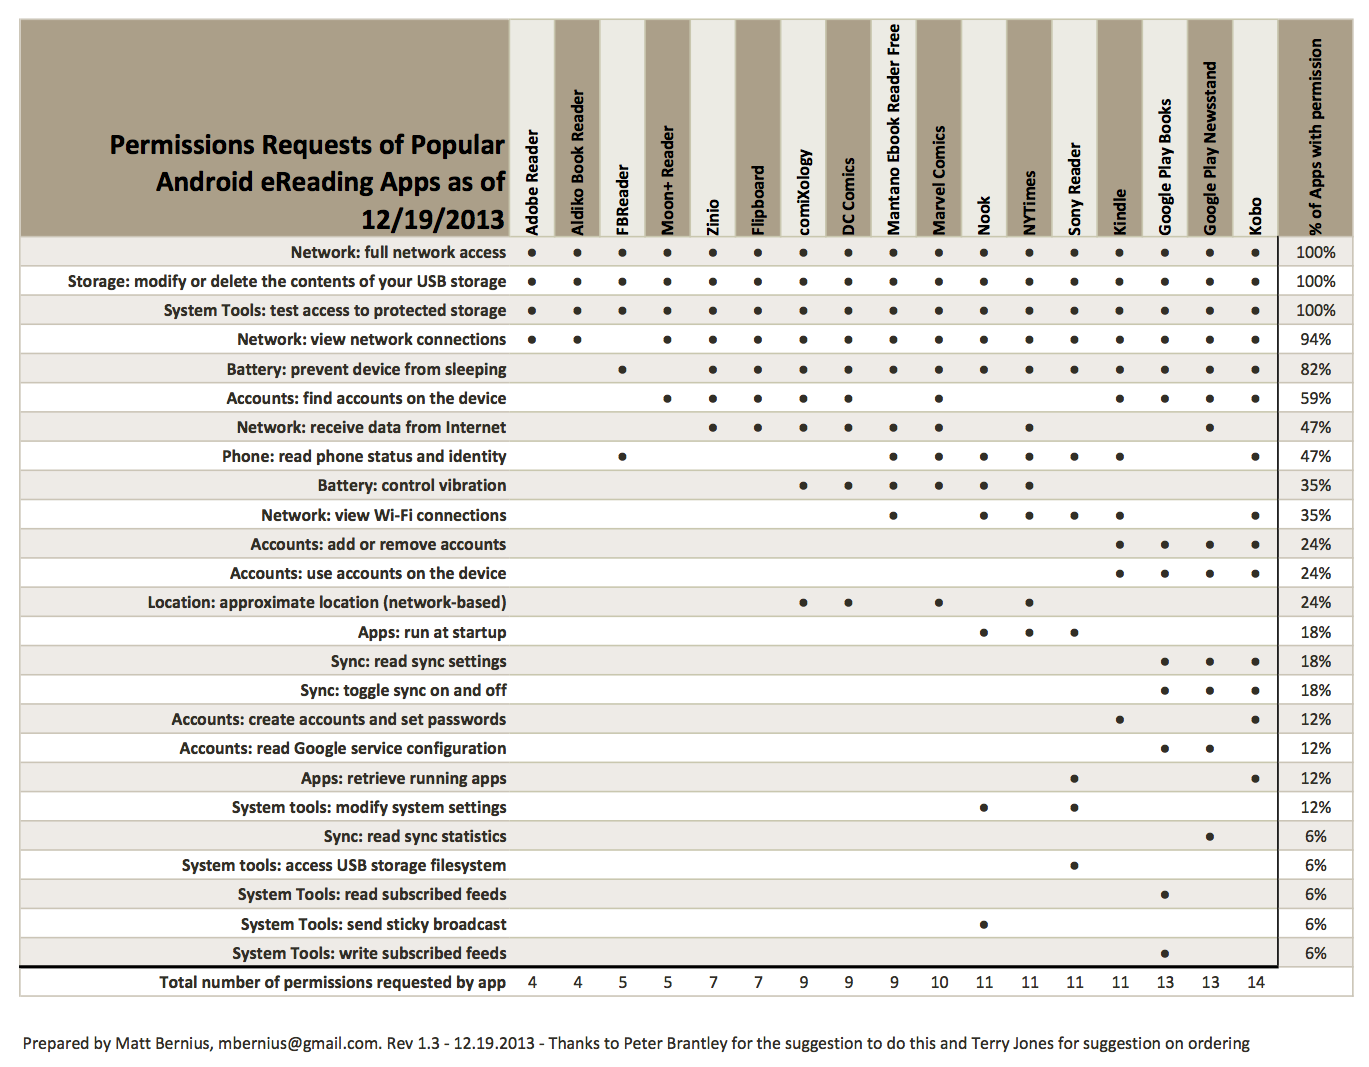 Permissions Requests of Popular
Android eReading Apps as of
12/19/2013
Adobe Reader
Aldiko Book Reader
FBReader
Moon+ Reader
Zinio
Flipboard
comiXology
DC Comics
Mantano Ebook Reader Free
Marvel Comics
Nook
NYTimes
Sony Reader
Kindle
Google Play Books
Google Play Newsstand
Kobo
% of Apps with permission
Network: full network access ● ● ● ● ● ● ● ● ● ● ● ● ● ● ● ● ● 100%
Storage: modify or delete the contents of your USB storage ● ● ● ● ● ● ● ● ● ● ● ● ● ● ● ● ● 100%
System Tools: test access to protected storage ● ● ● ● ● ● ● ● ● ● ● ● ● ● ● ● ● 100%
Network: view network connections ● ● ● ● ● ● ● ● ● ● ● ● ● ● ● ● 94%
Battery: prevent device from sleeping ● ● ● ● ● ● ● ● ● ● ● ● ● ● 82%
Accounts: find accounts on the device ● ● ● ● ● ● ● ● ● ● 59%
Network: receive data from Internet ● ● ● ● ● ● ● ● 47%
Phone: read phone status and identity ● ● ● ● ● ● ● ● 47%
Battery: control vibration ● ● ● ● ● ● 35%
Network: view Wi-Fi connections ● ● ● ● ● ● 35%
Accounts: add or remove accounts ● ● ● ● 24%
Accounts: use accounts on the device ● ● ● ● 24%
Location: approximate location (network-based) ● ● ● ● 24%
Apps: run at startup ● ● ● 18%
Sync: read sync settings ● ● ● 18%
Sync: toggle sync on and off ● ● ● 18%
Accounts: create accounts and set passwords ● ● 12%
Accounts: read Google service configuration ● ● 12%
Apps: retrieve running apps ● ● 12%
System tools: modify system settings ● ● 12%
Sync: read sync statistics ● 6%
System tools: access USB storage filesystem ● 6%
System Tools: read subscribed feeds ● 6%
System Tools: send sticky broadcast ● 6%
System Tools: write subscribed feeds ● 6%
Total number of permissions requested by app 4 4 5 5 7 7 9 9 9 10 11 11 11 11 13 13 14
Prepared by Matt Bernius, mbernius@gmail.com. Rev 1.3 - 12.19.2013 - Thanks to Peter Brantley for the suggestion to do this and Terry Jones for suggestion on ordering